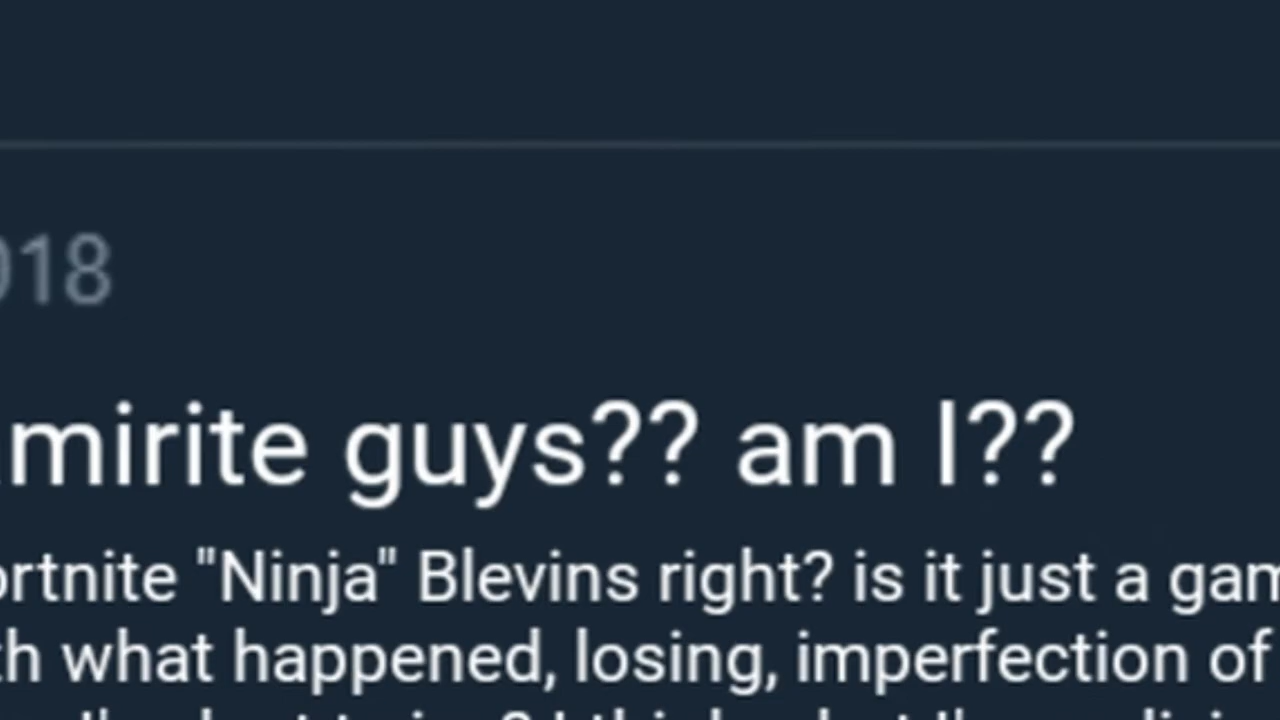 018
amirite guys?? am I??
ortnite "Ninja" Blevins right? is it just a gam
th what happened, losing, imperfection of